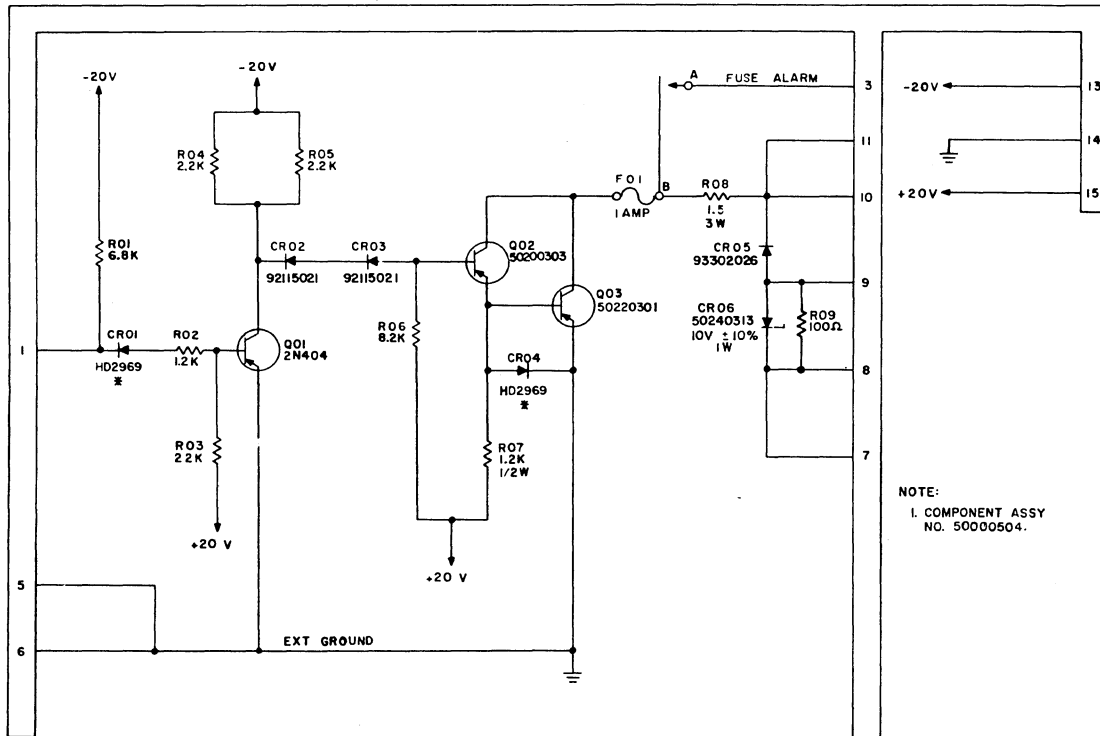 -20V
-20V
A
FUSE ALARM
3
-20V
13
11
14
R04
2.2K
R05
2.2K
F01
1 AMP
B
R08
1.5
3W
10
+20V
15
R01
6.8K
CR02
92115021
CR03
92115021
Q02
50200303
CR05
93302026
9
Q03
50220301
CR06
50240313
10V ±10%
1W
R09
100Ω
R06
8.2K
1
CR01
HD2969
*
R02
1.2K
Q01
2N404
CR04
HD2969
*
8
R03
22K
R07
1.2K
1/2W
7
NOTE:
1. COMPONENT ASSY
NO. 50000504.
+20 V
+20 V
5
6
EXT GROUND